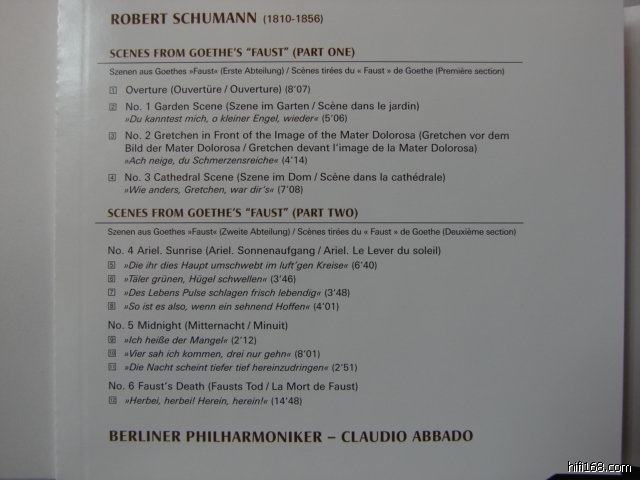 ROBERT SCHUMANN (1810-1856)
SCENES FROM GOETHE'S "FAUST" (PART ONE)
Szenen aus Goethes »Faust« (Erste Abteilung) / Scènes tirées du « Faust » de Goethe (Première section)
1 Overture (Ouvertüre / Ouverture) (8'07)
2 No. 1 Garden Scene (Szene im Garten / Scène dans le jardin)
»Du kanntest mich, o kleiner Engel, wieder« (5'06)
3 No. 2 Gretchen in Front of the Image of the Mater Dolorosa (Gretchen vor dem
Bild der Mater Dolorosa / Gretchen devant l'image de la Mater Dolorosa)
»Ach neige, du Schmerzensreiche« (4'14)
4 No. 3 Cathedral Scene (Szene im Dom / Scène dans la cathédrale)
»Wie anders, Gretchen, war dir's« (7'08)
SCENES FROM GOETHE'S "FAUST" (PART TWO)
Szenen aus Goethes »Faust« (Zweite Abteilung) / Scènes tirées du « Faust » de Goethe (Deuxième section)
No. 4 Ariel. Sunrise (Ariel. Sonnenaufgang / Ariel. Le Lever du soleil)
5 »Die ihr dies Haupt umschwebt im luft'gen Kreise« (6'40)
6 »Täler grünen, Hügel schwellen« (3'46)
7 »Des Lebens Pulse schlagen frisch lebendig« (3'48)
8 »So ist es also, wenn ein sehnend Hoffen« (4'01)
No. 5 Midnight (Mitternacht / Minuit)
9 »Ich heiße der Mangel« (2'12)
10 »Vier sah ich kommen, drei nur gehn« (8'01)
11 »Die Nacht scheint tiefer tief hereinzudringen« (2'51)
No. 6 Faust's Death (Fausts Tod / La Mort de Faust)
12 »Herbei, herbei! Herein, herein!« (14'48)
BERLINER PHILHARMONIKER – CLAUDIO ABBADO
hifi168.com